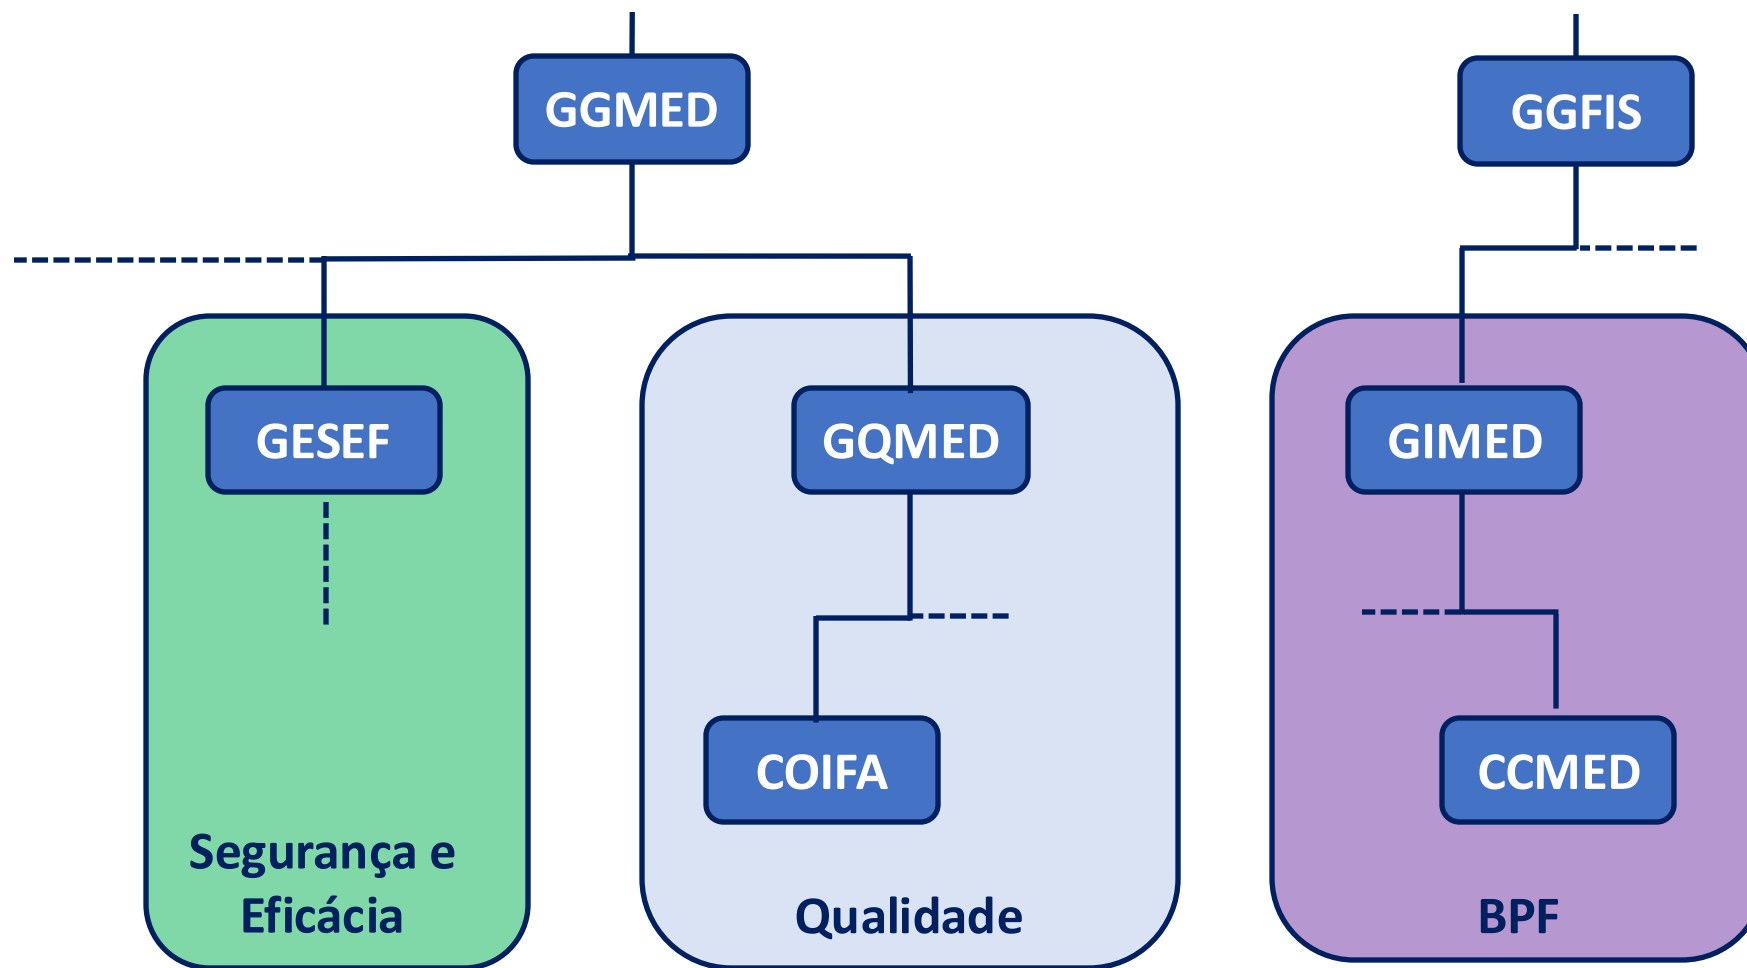 GGMED
GGFIS
GESEF
GQMED
GIMED
COIFA
CCMED
Segurança e
Eficácia
Qualidade
BPF